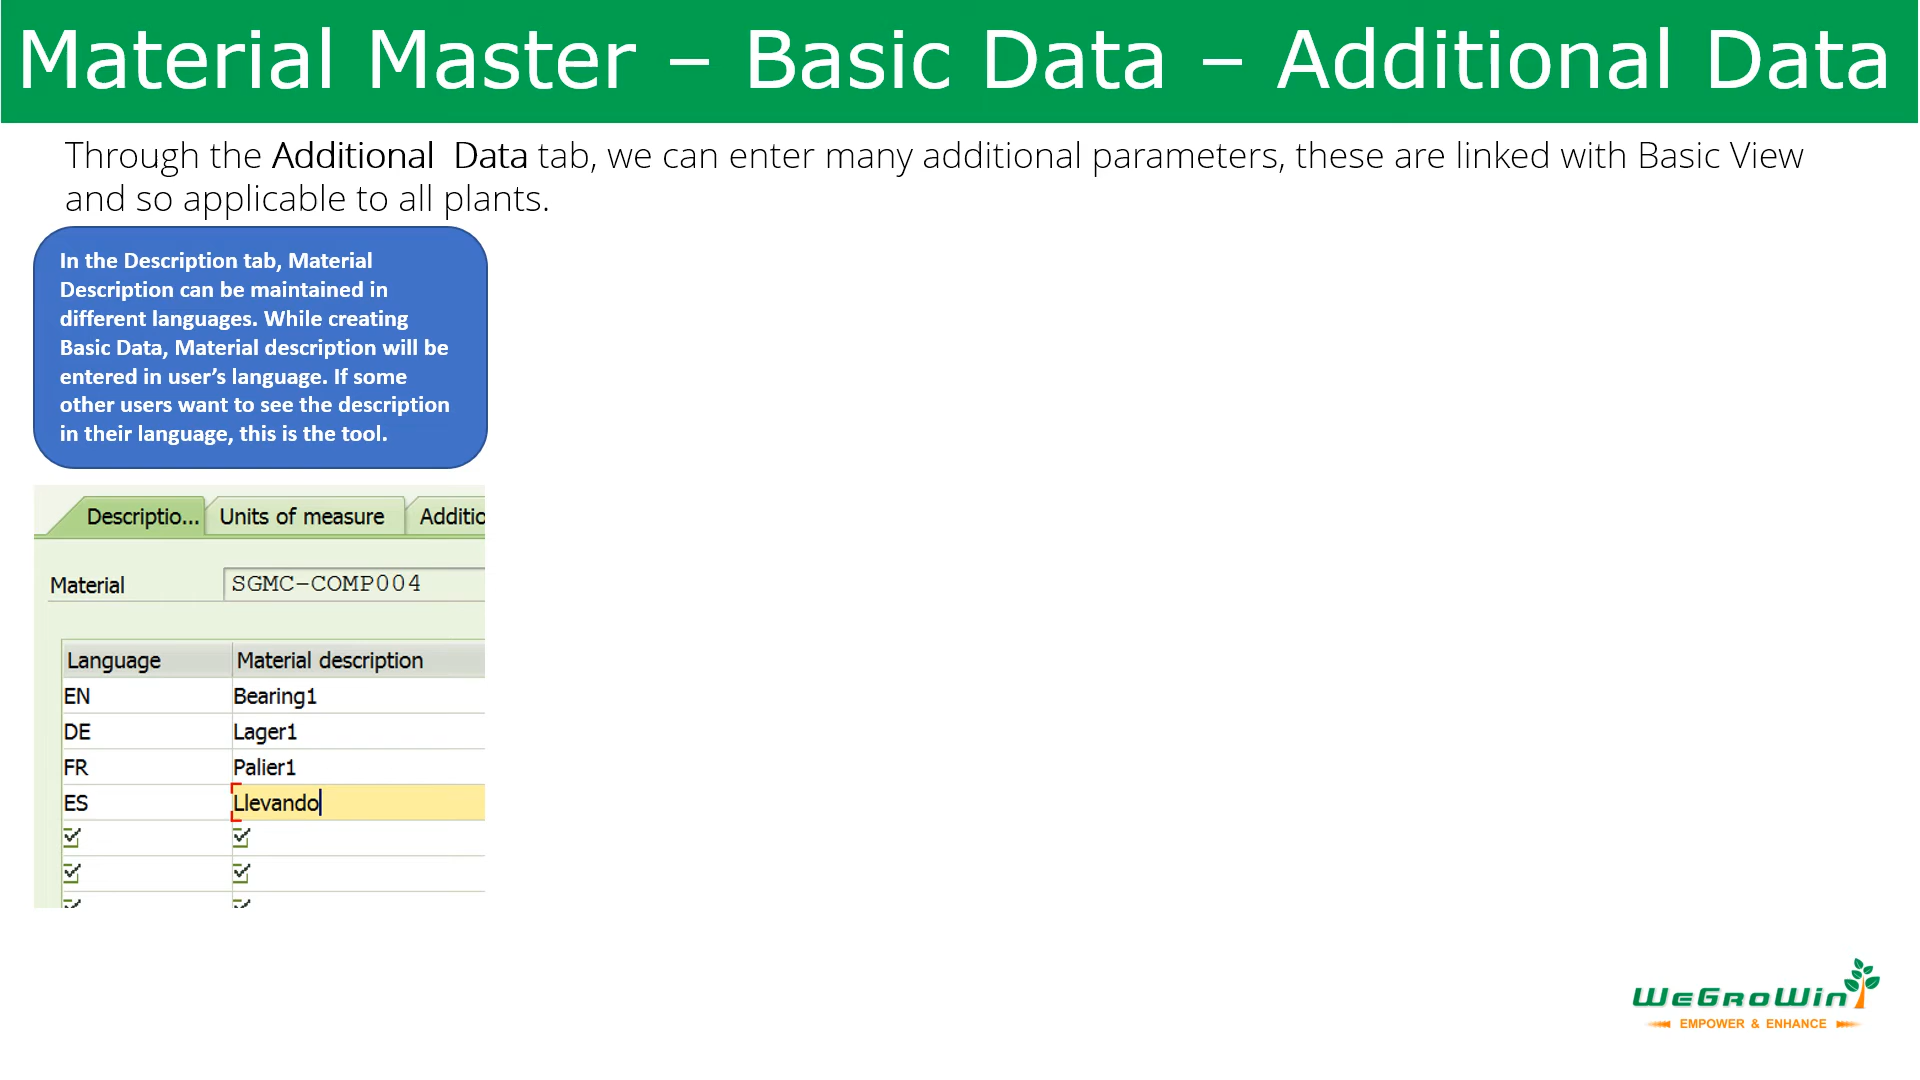 Material Master – Basic Data – Additional Data
Through the Additional Data tab, we can enter many additional parameters, these are linked with Basic View
and so applicable to all plants.
In the Description tab, Material
Description can be maintained in
different languages. While creating
Basic Data, Material description will be
entered in user’s language. If some
other users want to see the description
in their language, this is the tool.
Descriptio... Units of measure Additio
Material SGMC-COMP004
Language Material description
EN Bearing1
DE Lager1
FR Palier1
ES Llevando
WeGroWin
EMPOWER & ENHANCE